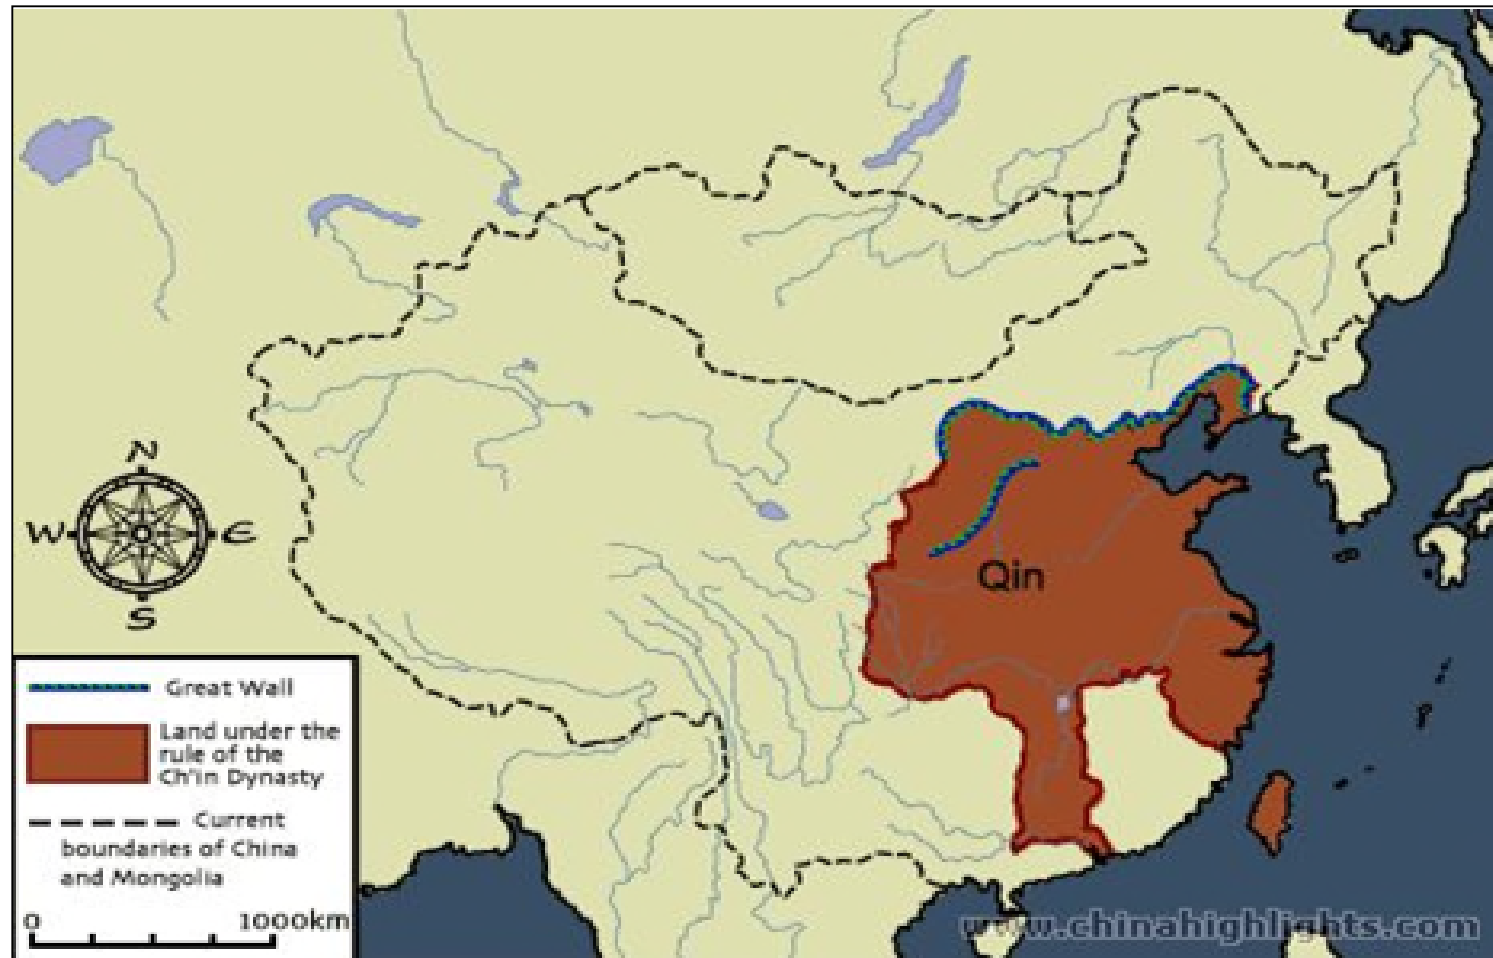 N
W
E
S
Qin
Great Wall
Land under the
rule of the
Ch'in Dynasty
Current
boundaries of China
and Mongolia
0 1000km
www.chinahighlights.com